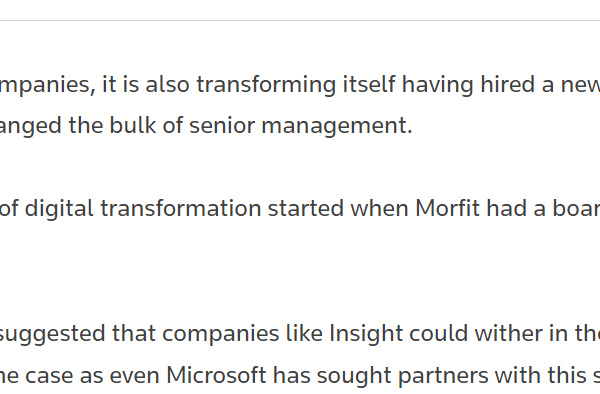 mpanies, it is also transforming itself having hired a new
anged the bulk of senior management.
of digital transformation started when Morfit had a boar
suggested that companies like Insight could wither in the
ne case as even Microsoft has sought partners with this s